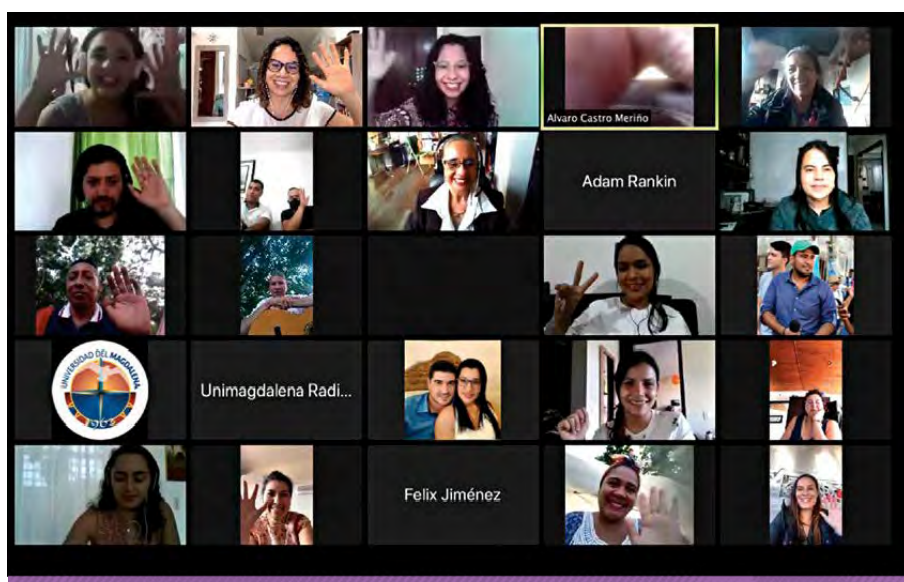 Alvaro Castro Meriño
Adam Rankin
UNIVERSIDAD DEL MAGDALENA
Unimagdalena Radi...
Felix Jiménez